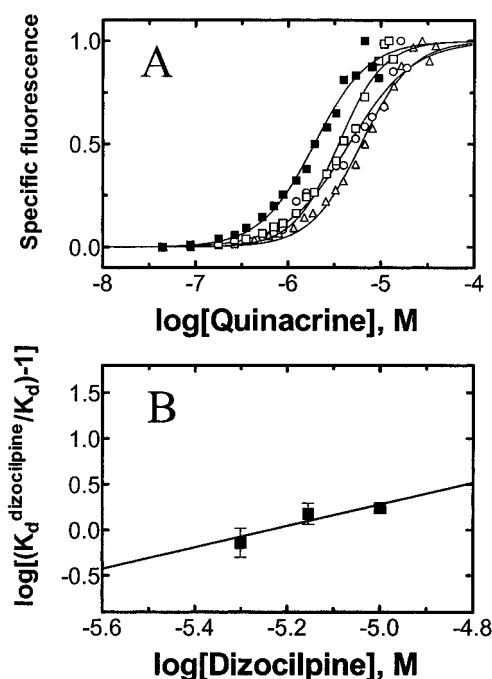 A
Specific fluorescence
1.0
0.5
0.0
-8 -7 -6 -5 -4
log[Quinacrine], M
B
log[(K_d^dizocilpine/K_d)-1]
1.5
1.0
0.5
0.0
-0.5
-5.6 -5.4 -5.2 -5.0 -4.8
log[Dizocilpine], M